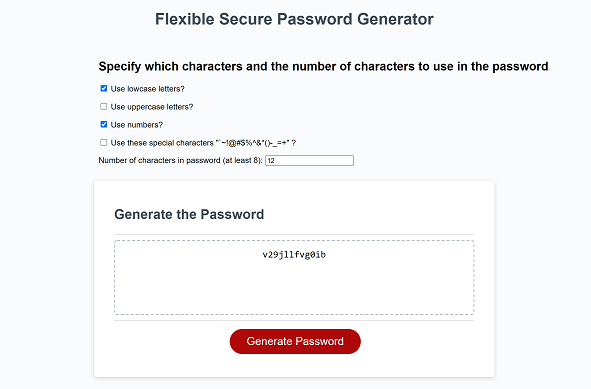 Flexible Secure Password Generator
Specify which characters and the number of characters to use in the password
Use lowcase letters?
Use uppercase letters?
Use numbers?
Use these special characters "`~!@#$%^&*()-_=+" ?
Number of characters in password (at least 8): 12
Generate the Password
v29jllfvg0ib
Generate Password